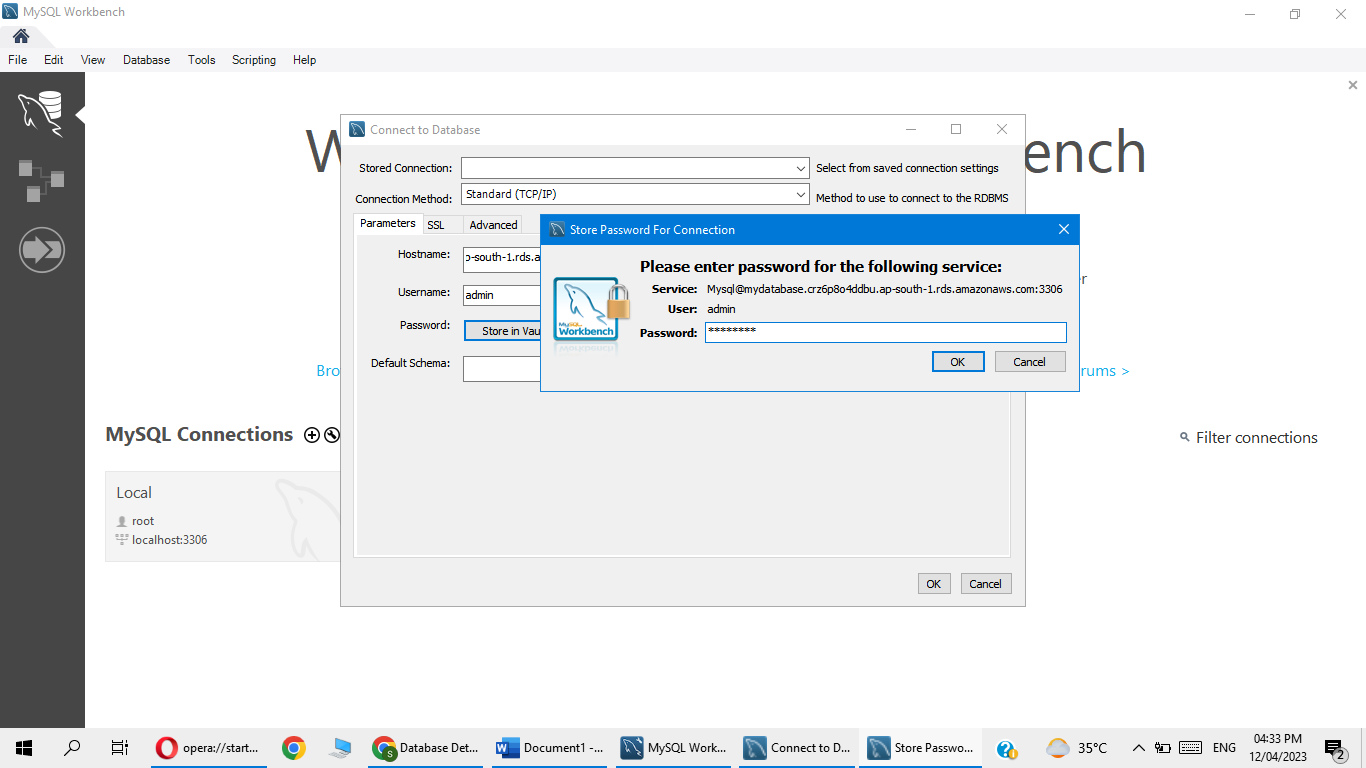 MySQL Workbench
File Edit View Database Tools Scripting Help
ench
Connect to Database
Stored Connection: Select from saved connection settings
Connection Method: Standard (TCP/IP) Method to use to connect to the RDBMS
Parameters SSL Advanced
Hostname: p-south-1.rds.a
Username: admin
Password: Store in Vau
Default Schema:
Store Password For Connection
Please enter password for the following service:
Service: Mysql@mydatabase.crz6p8o4ddbu.ap-south-1.rds.amazonaws.com:3306
User: admin
Password: ********
OK Cancel
Bro
rums >
MySQL Connections
Filter connections
Local
root
localhost:3306
OK Cancel
opera://start... Database Det... Document1 -... MySQL Work... Connect to D... Store Passwo... 35°C ENG 04:33 PM
12/04/2023 2